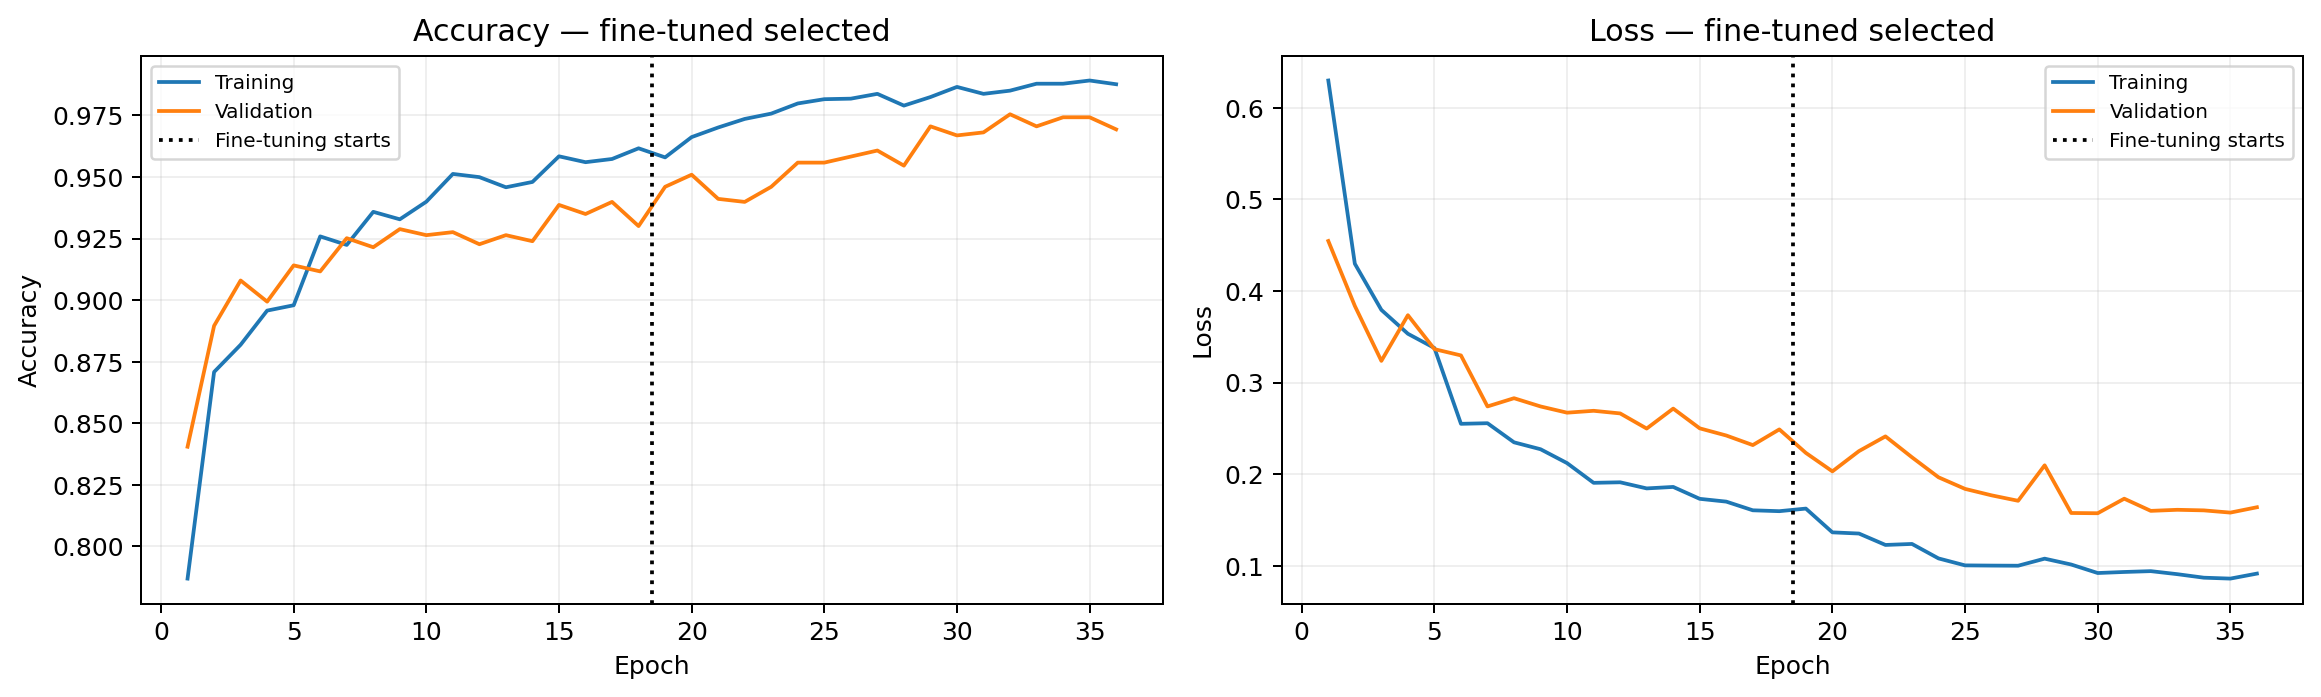 Accuracy — fine-tuned selected
Training
Validation
Fine-tuning starts
Accuracy
0.975
0.950
0.925
0.900
0.875
0.850
0.825
0.800
0 5 10 15 20 25 30 35
Epoch
Loss — fine-tuned selected
Training
Validation
Fine-tuning starts
Loss
0.6
0.5
0.4
0.3
0.2
0.1
0 5 10 15 20 25 30 35
Epoch